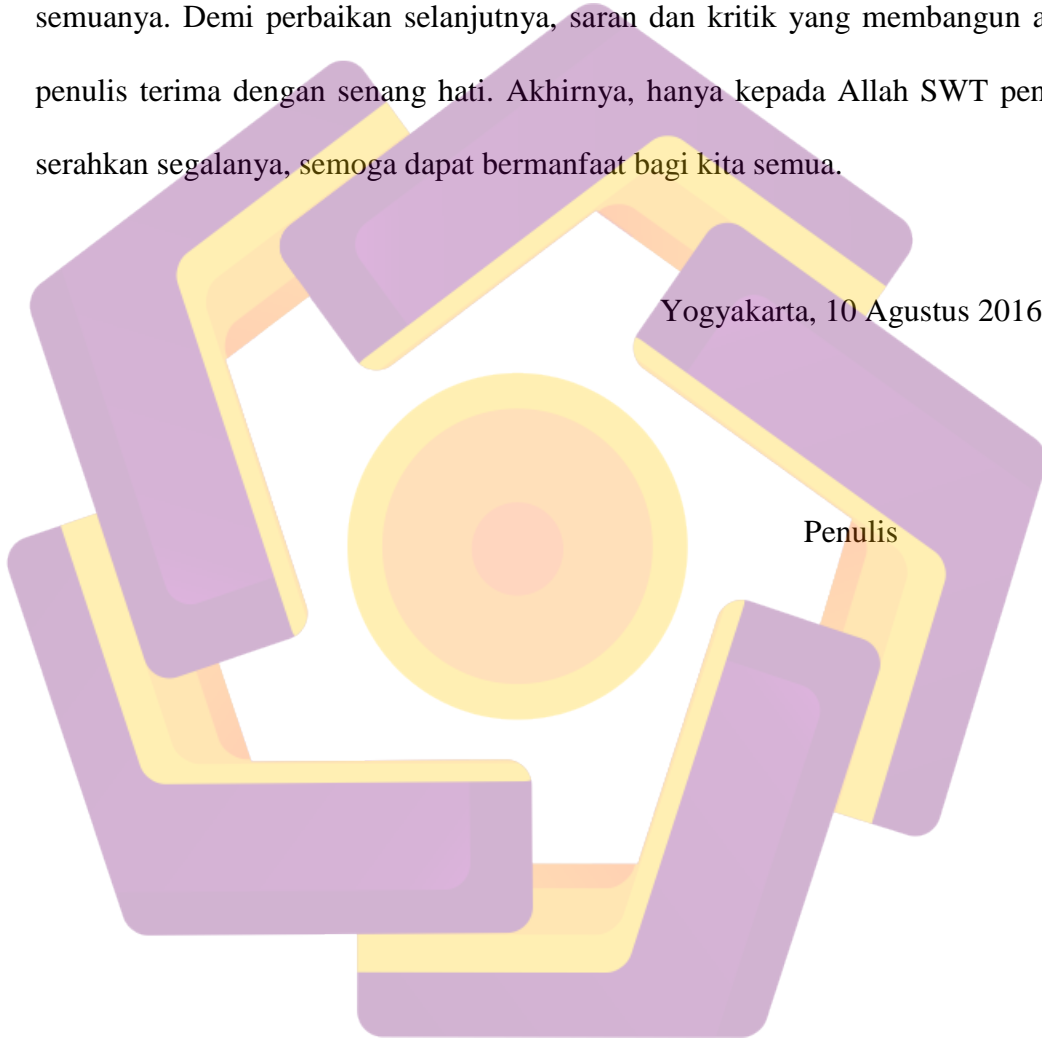 semuanya. Demi perbaikan selanjutnya, saran dan kritik yang membangun
penulis terima dengan senang hati. Akhirnya, hanya kepada Allah SWT
serahkan segalanya, semoga dapat bermanfaat bagi kita semua.
Yogyakarta, 10 Agustus 2016
Penulis